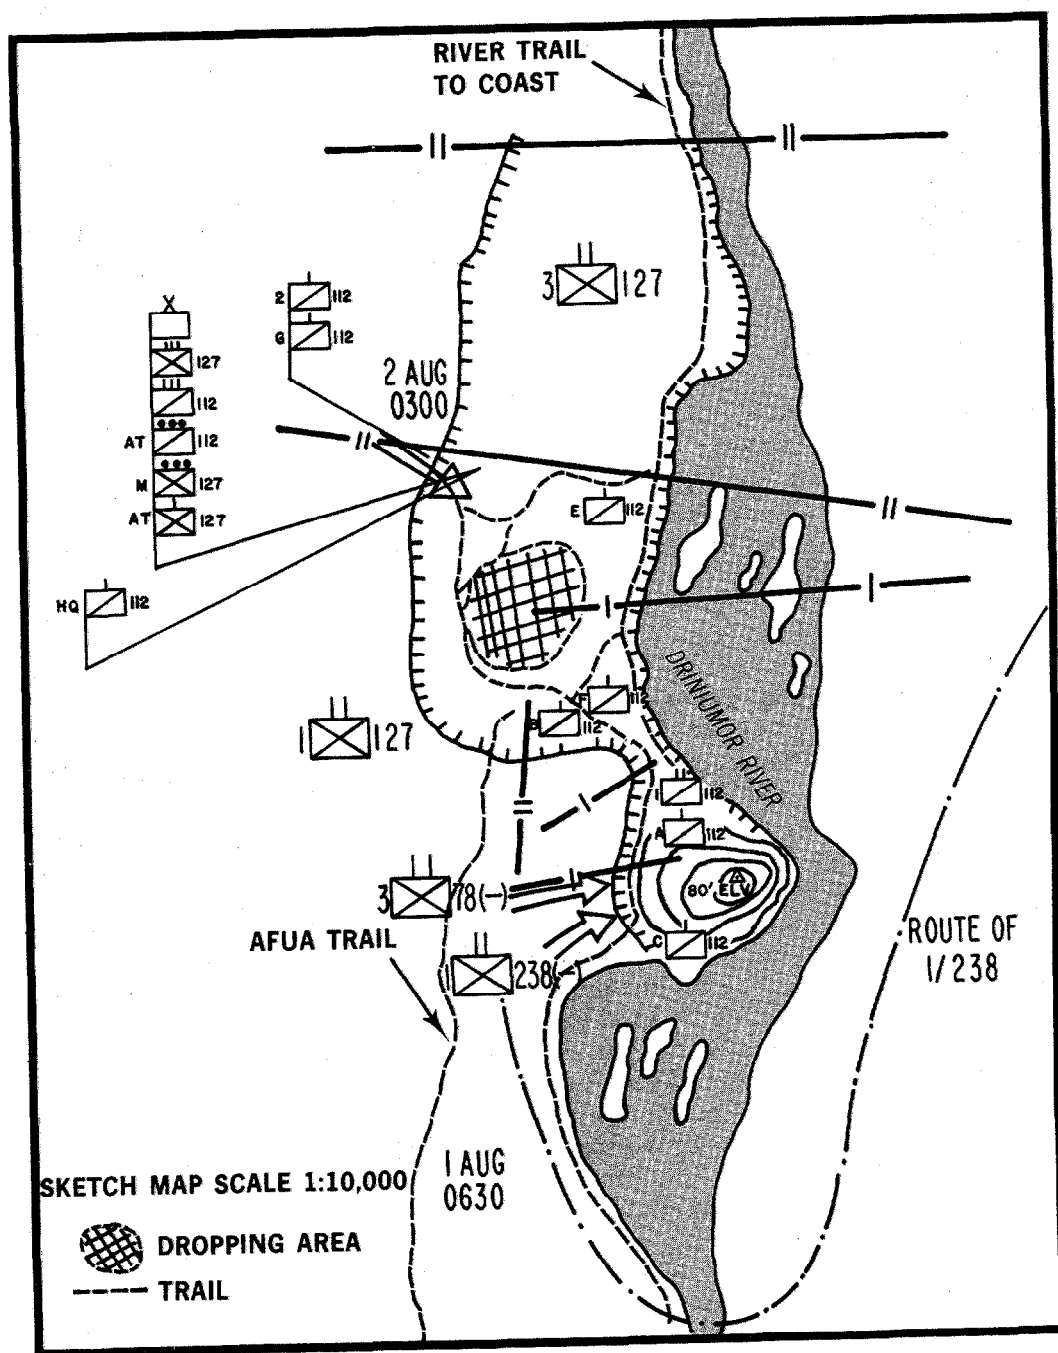 RIVER TRAIL
TO COAST
3 127
2 112
G 112
127
112
AT 112
M 127
AT 127
2 AUG
0300
E 112
HQ 112
DRINIUMOR RIVER
F 112
B 112
1 127
1 112
A 112
80' ELV
3 78(-)
C 112
AFUA TRAIL
1 238(-)
ROUTE OF
1/238
1 AUG
0630
SKETCH MAP SCALE 1:10,000
DROPPING AREA
TRAIL